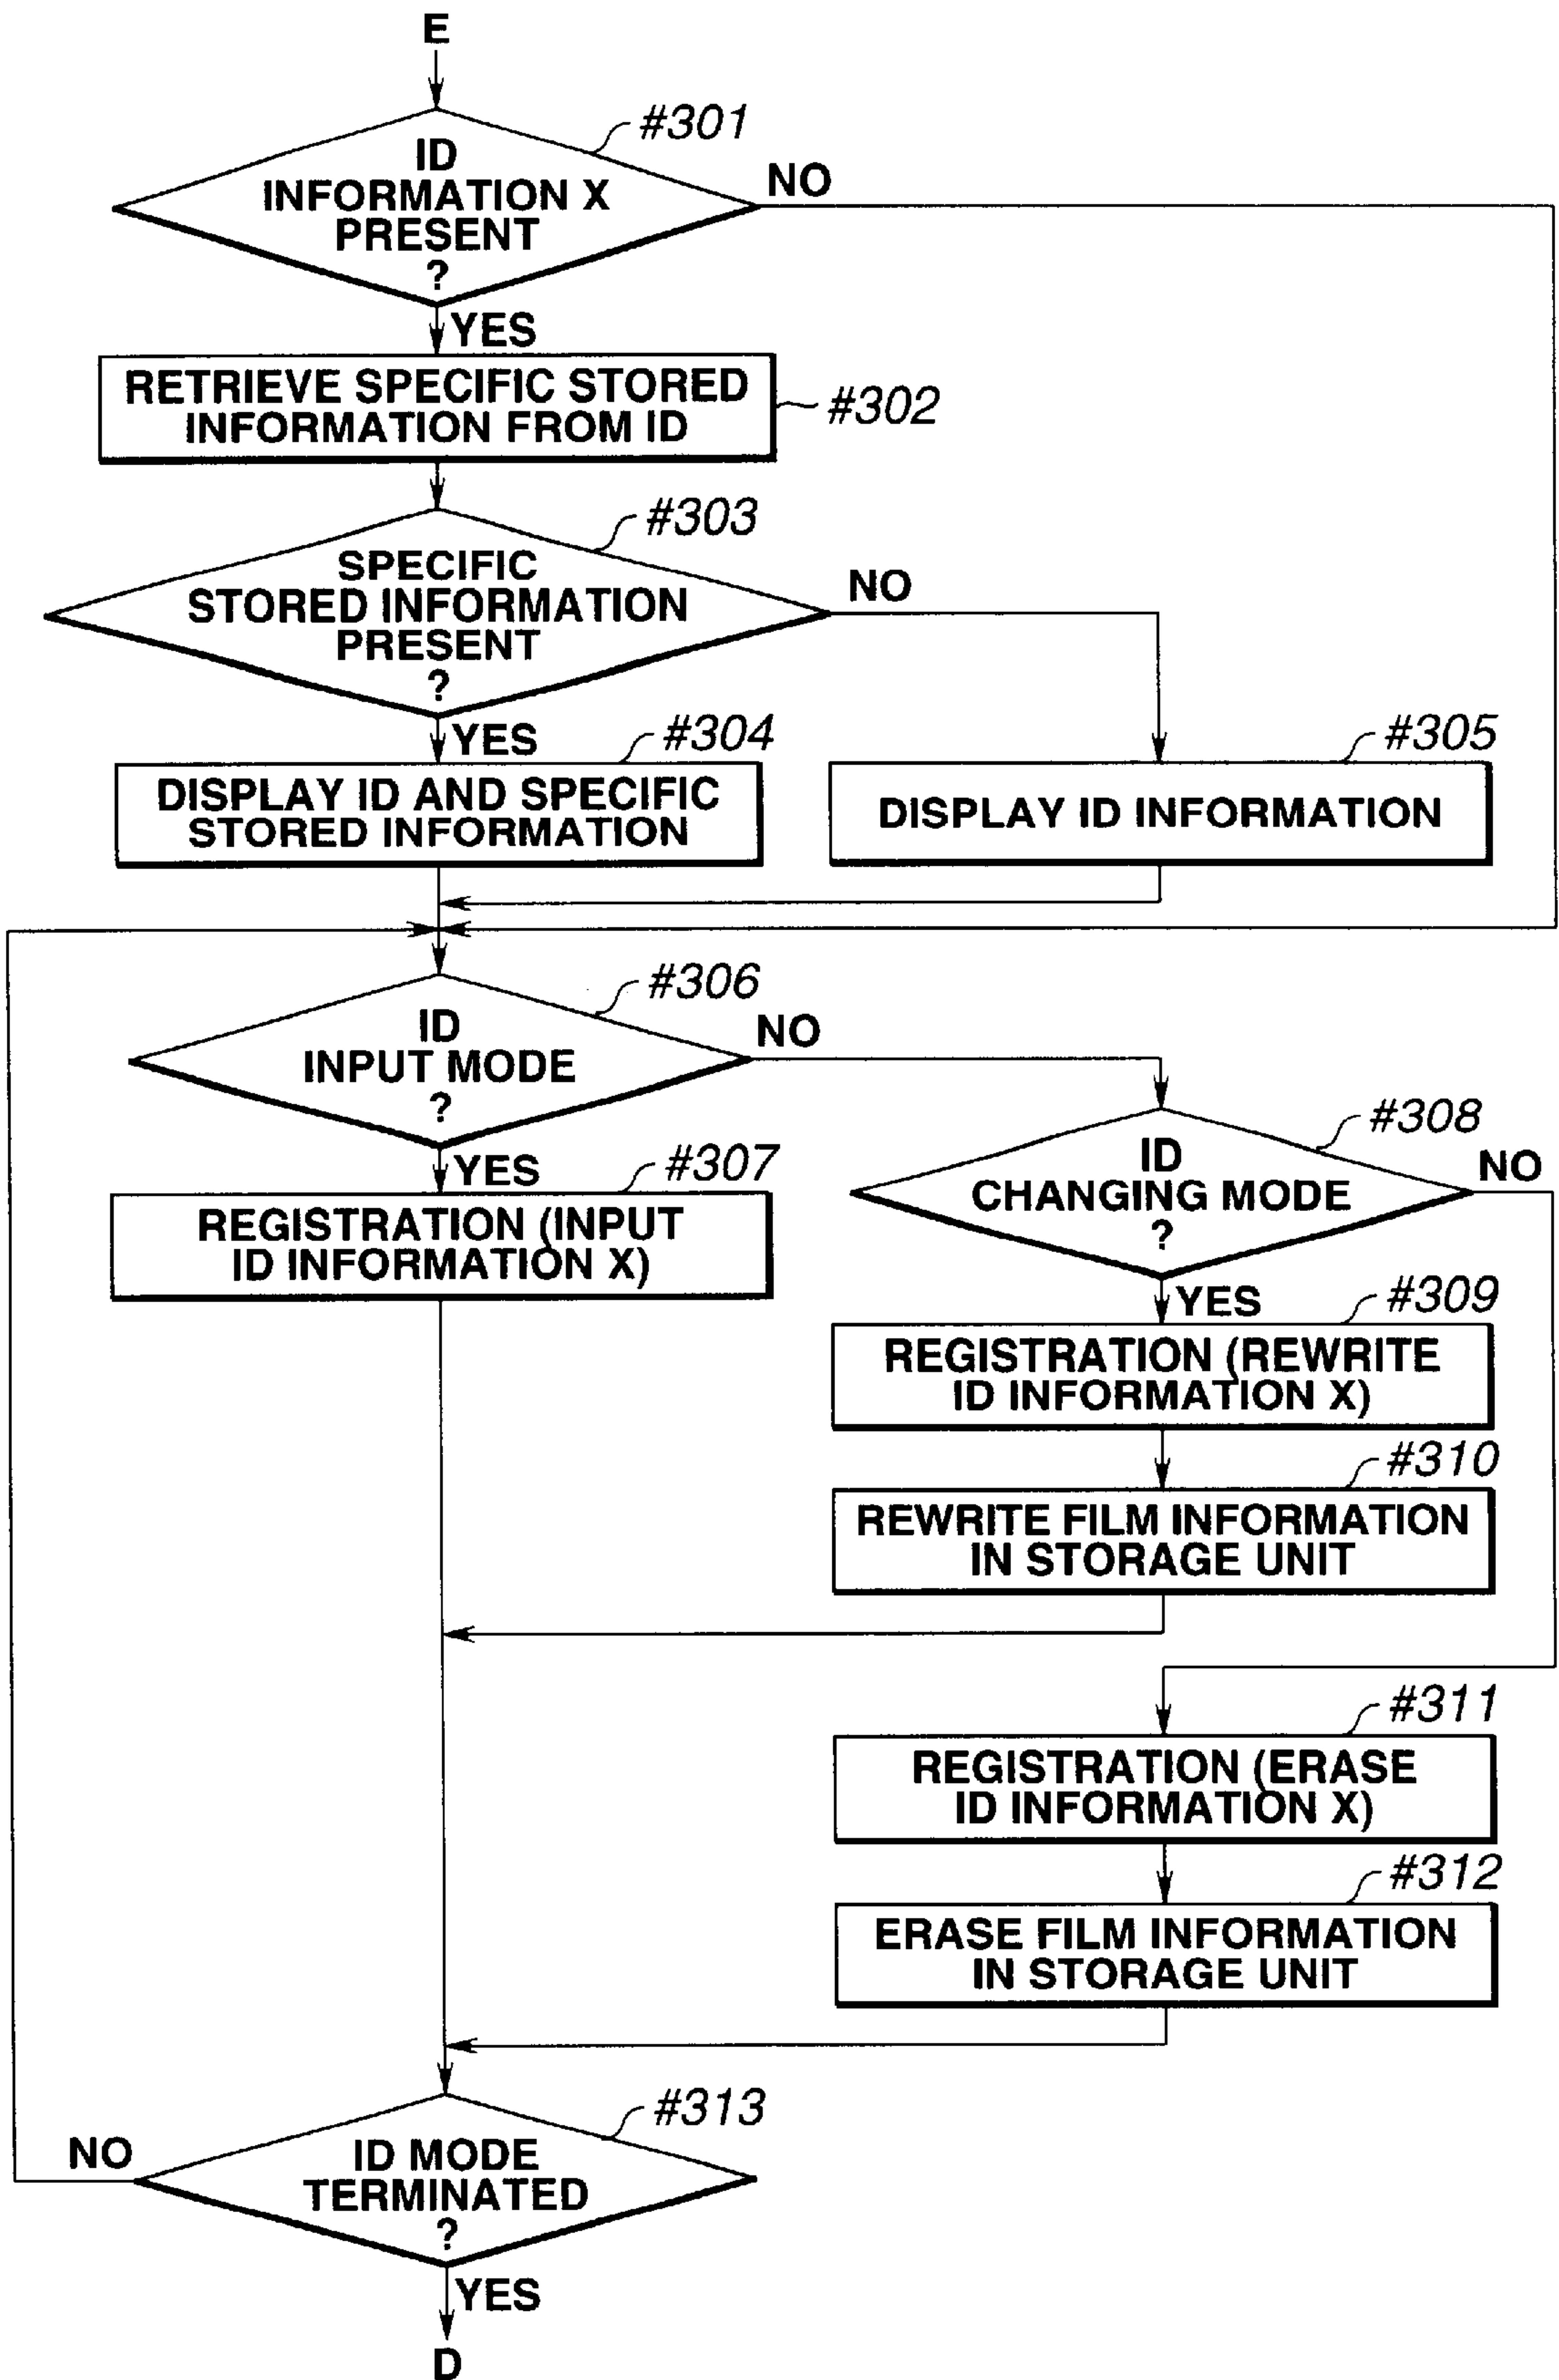 E
#301
ID
INFORMATION X
PRESENT
?
NO
YES
RETRIEVE SPECIFIC STORED
INFORMATION FROM ID
#302
#303
SPECIFIC
STORED INFORMATION
PRESENT
?
NO
YES
#304
DISPLAY ID AND SPECIFIC
STORED INFORMATION
#305
DISPLAY ID INFORMATION
#306
ID
INPUT MODE
?
NO
YES
#307
REGISTRATION (INPUT
ID INFORMATION X)
#308
ID
CHANGING MODE
?
NO
YES
#309
REGISTRATION (REWRITE
ID INFORMATION X)
#310
REWRITE FILM INFORMATION
IN STORAGE UNIT
#311
REGISTRATION (ERASE
ID INFORMATION X)
#312
ERASE FILM INFORMATION
IN STORAGE UNIT
#313
ID MODE
TERMINATED
?
NO
YES
D